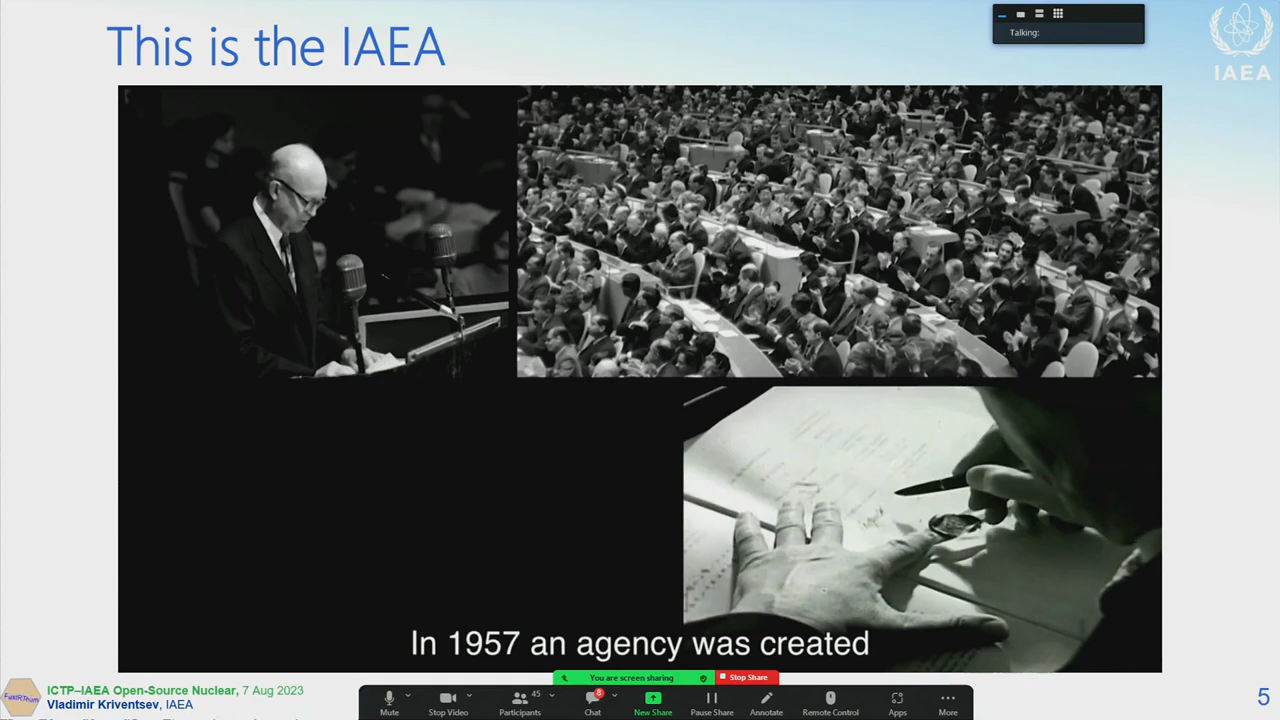 This is the IAEA
Talking:
IAEA
In 1957 an agency was created
You are screen sharing
Stop Share
ICTP–IAEA Open-Source Nuclear, 7 Aug 2023
Vladimir Kriventsev, IAEA
45
8
Mute
Stop Video
Participants
Chat
New Share
Pause Share
Annotate
Remote Control
Apps
More
5